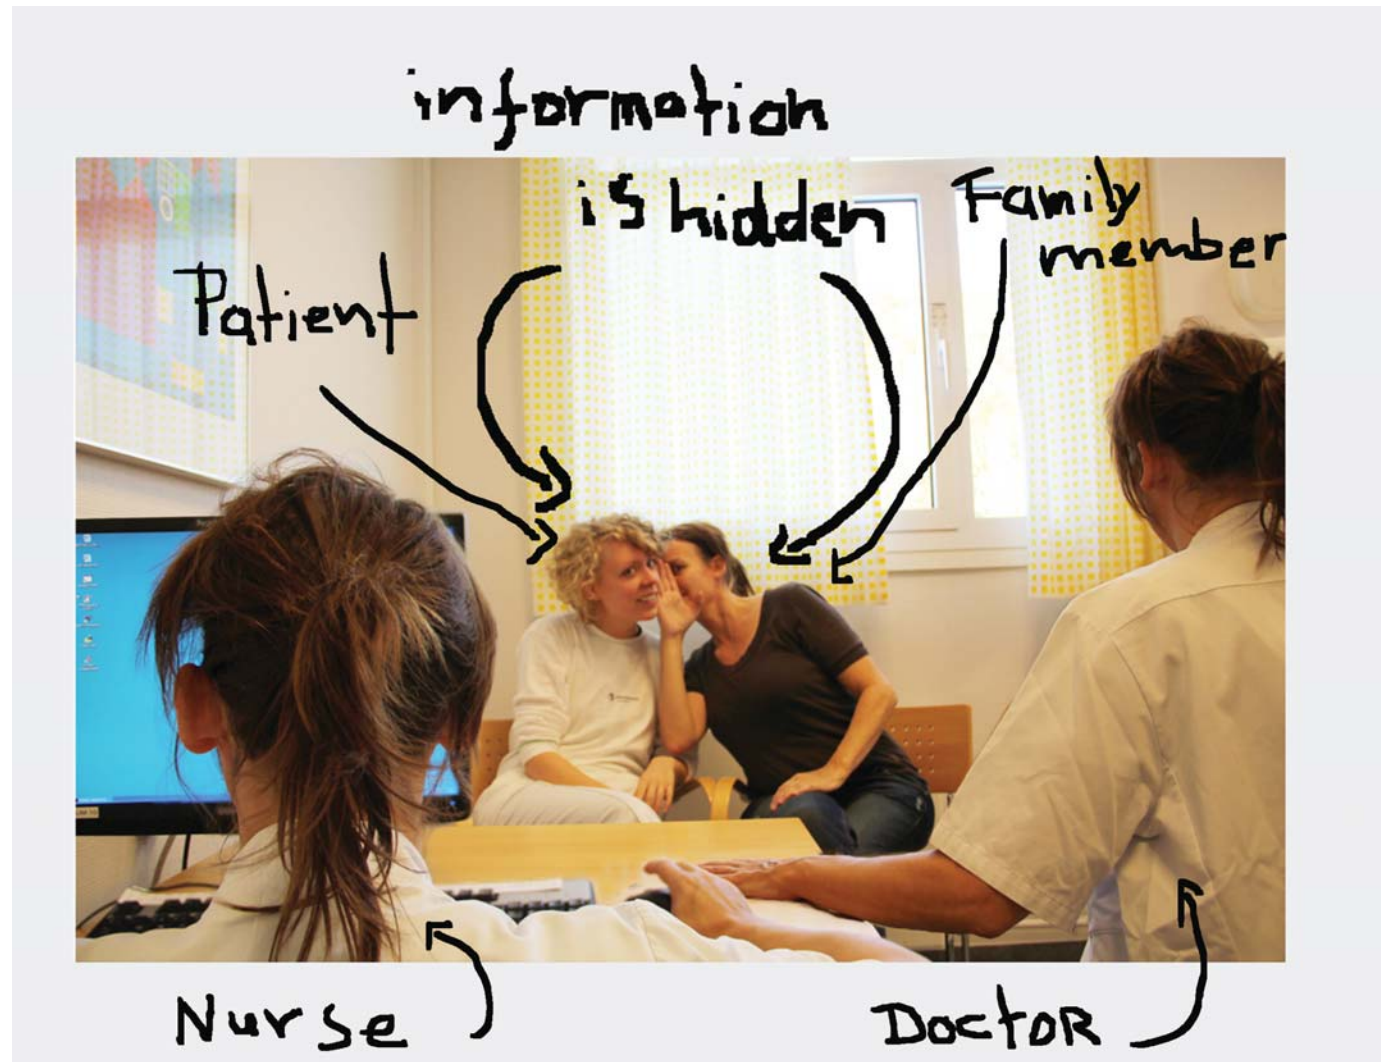 information
is hidden
Family
member
Patient
Nurse
DoctoR